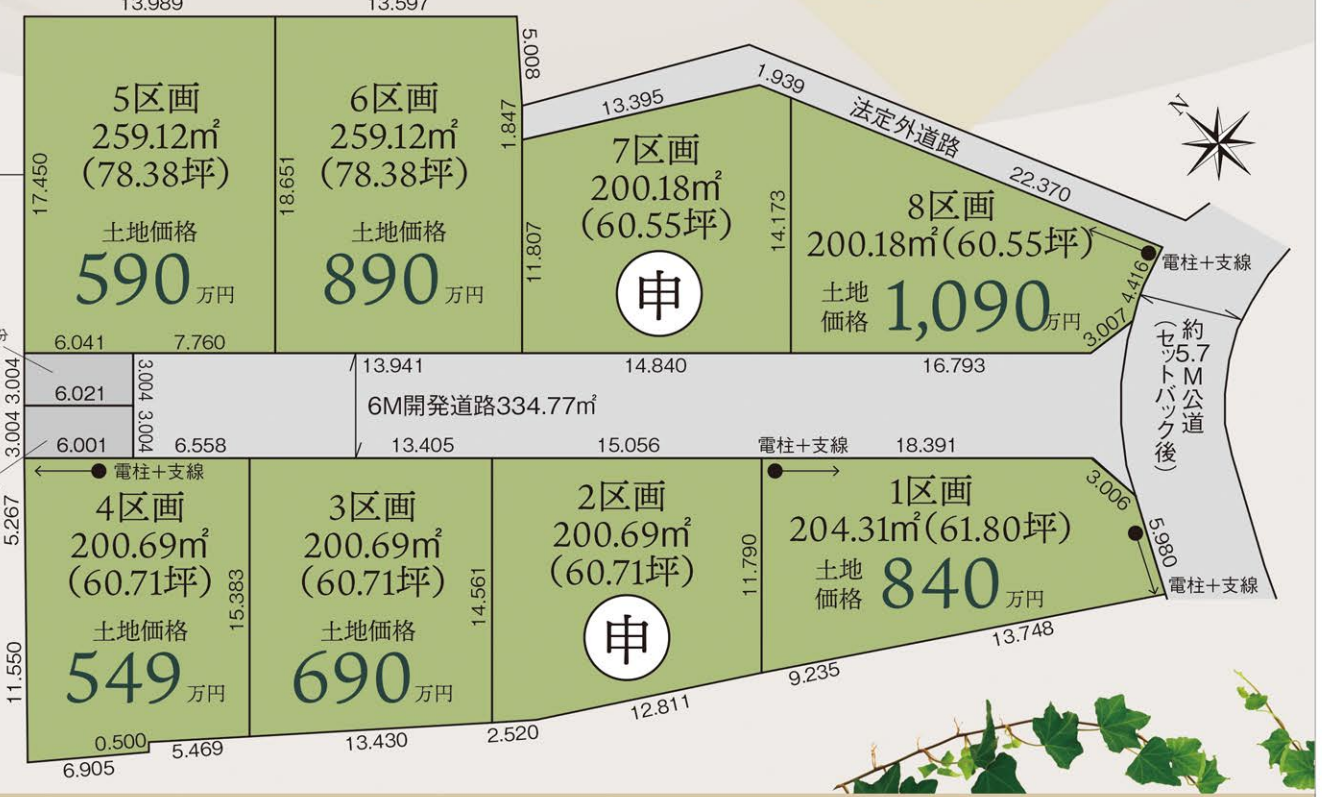 13.989
13.597
5.008
1.847
17.450
5区画
259.12㎡
(78.38坪)
土地価格
590万円
18.651
6区画
259.12㎡
(78.38坪)
土地価格
890万円
11.807
13.395
7区画
200.18㎡
(60.55坪)
申
14.173
1.939
法定外道路
22.370
8区画
200.18㎡(60.55坪)
土地
価格
1,090万円
N
電柱+支線
4.416
3.007
約5.7M公道
(セットバック後)
6.041
7.760
13.941
14.840
16.793
3.004
3.004
6.021
3.004
3.004
6M開発道路334.77㎡
6.001
6.558
13.405
15.056
電柱+支線
18.391
電柱+支線
5.267
11.550
4区画
200.69㎡
(60.71坪)
土地価格
549万円
15.383
3区画
200.69㎡
(60.71坪)
土地価格
690万円
14.561
2区画
200.69㎡
(60.71坪)
申
11.790
1区画
204.31㎡(61.80坪)
土地
価格
840万円
3.006
5.980
電柱+支線
13.748
9.235
12.811
2.520
13.430
5.469
0.500
6.905